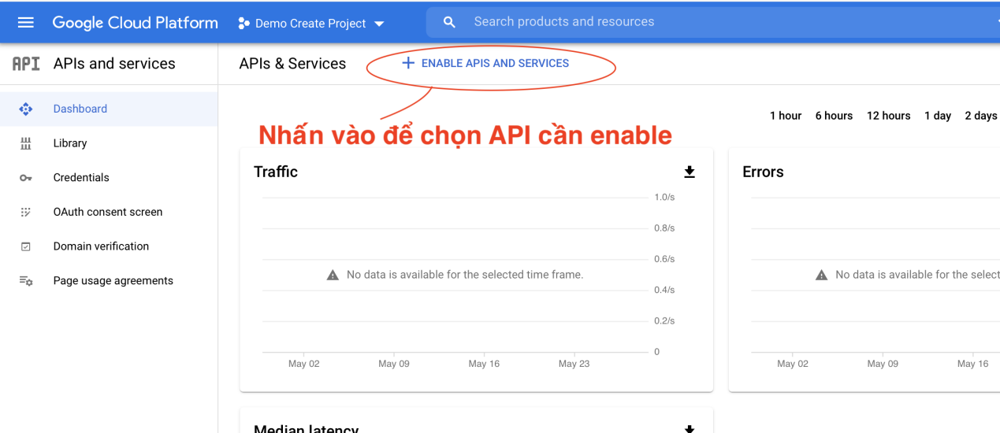 Google Cloud Platform
Demo Create Project
Search products and resources
API
APIs and services
APIs & Services
ENABLE APIS AND SERVICES
Dashboard
Library
Credentials
OAuth consent screen
Domain verification
Page usage agreements
1 hour 6 hours 12 hours 1 day 2 days
Nhấn vào để chọn API cần enable
Traffic
1.0/s
0.8/s
0.6/s
No data is available for the selected time frame.
0.4/s
0.2/s
0
May 02 May 09 May 16 May 23
Errors
No data is available for the select
May 02 May 09 May 16
Median latency